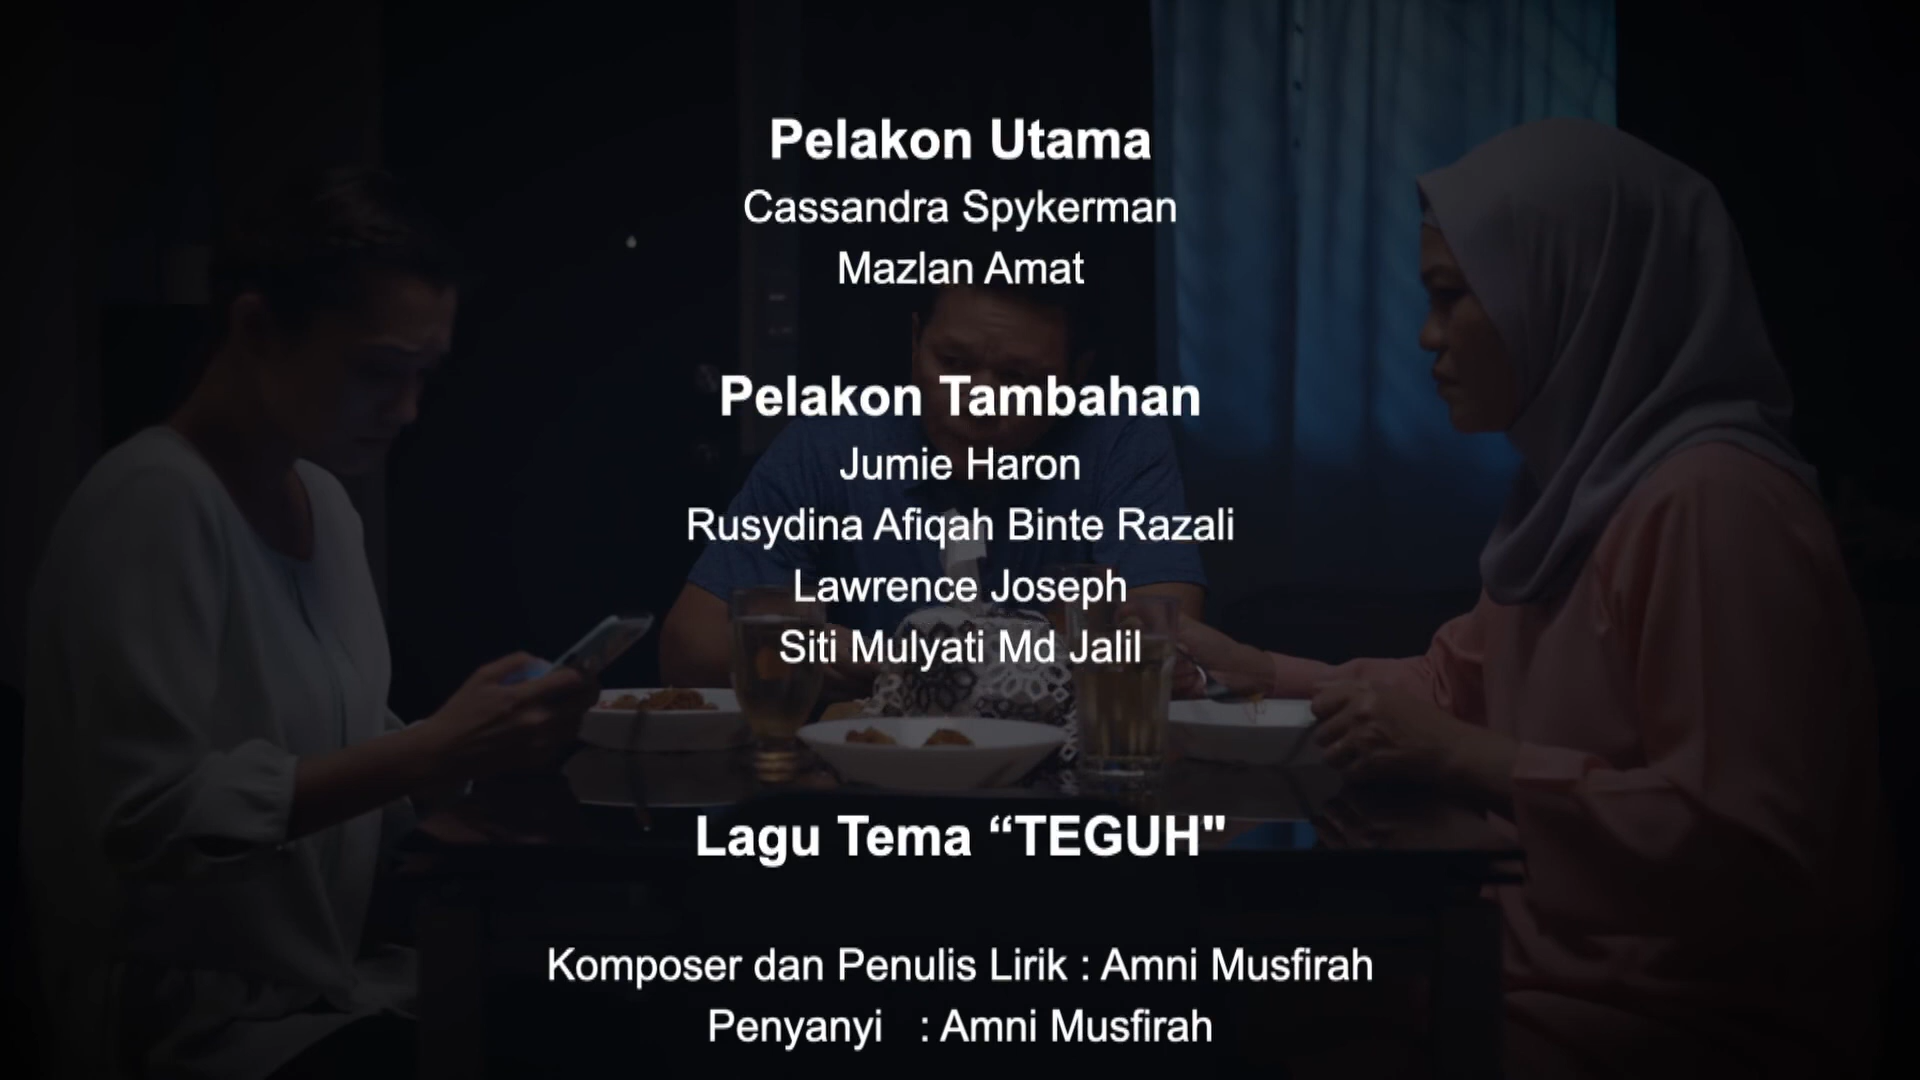 Pelakon Utama
Cassandra Spykerman
Mazlan Amat
Pelakon Tambahan
Jumie Haron
Rusydina Afiqah Binte Razali
Lawrence Joseph
Siti Mulyati Md Jalil
Lagu Tema “TEGUH"
Komposer dan Penulis Lirik : Amni Musfirah
Penyanyi : Amni Musfirah